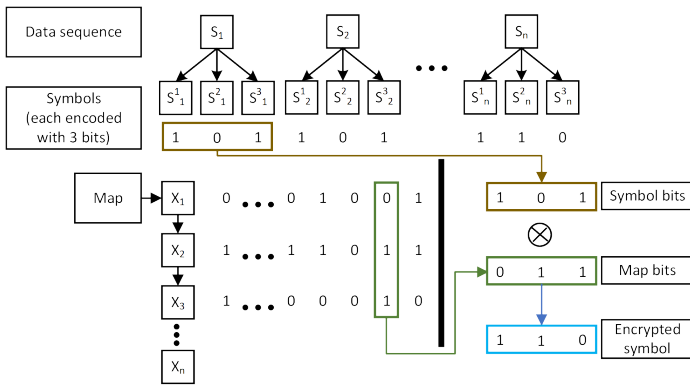 Data sequence
S1 S2 Sn
Symbols
(each encoded
with 3 bits)
S¹1 S²1 S³1 S¹2 S²2 S³2 S¹n S²n S³n
1 0 1 1 0 1 1 1 0
Map
X1 0 ••• 0 1 0 0 1
1 0 1
Symbol bits
X2 1 ••• 1 1 0 1 1
0 1 1
Map bits
X3 1 ••• 0 0 0 1 0
1 1 0
Encrypted
symbol
Xn